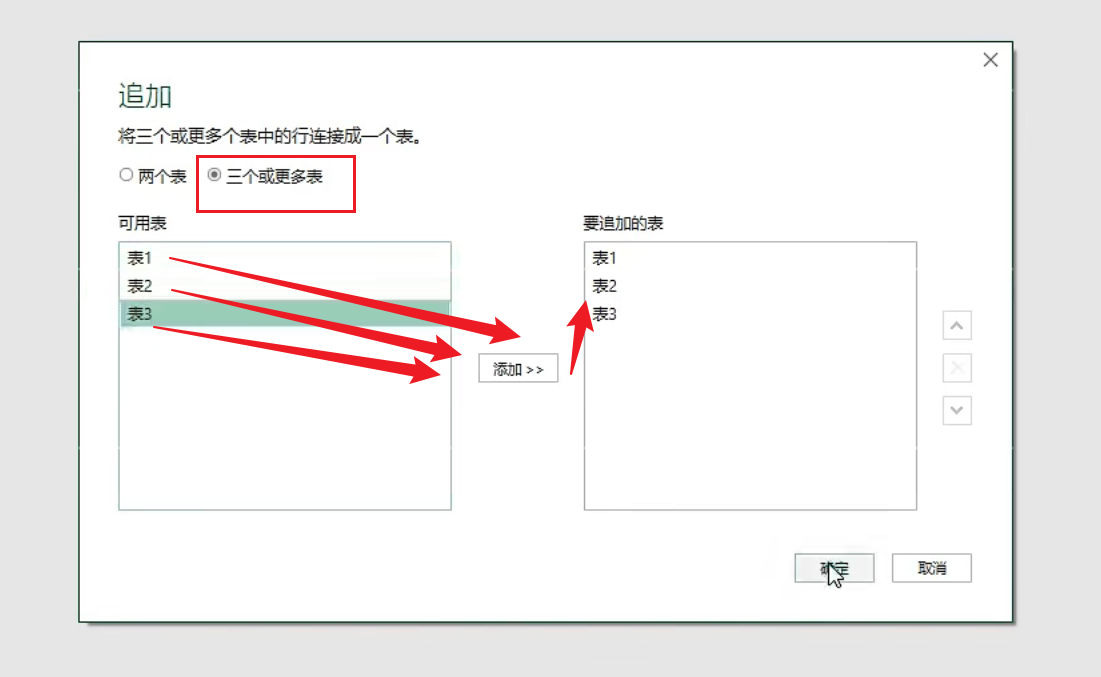 追加
将三个或更多个表中的行连接成一个表。
两个表 三个或更多表
可用表
表1
表2
表3
添加 >>
要追加的表
表1
表2
表3
确定 取消